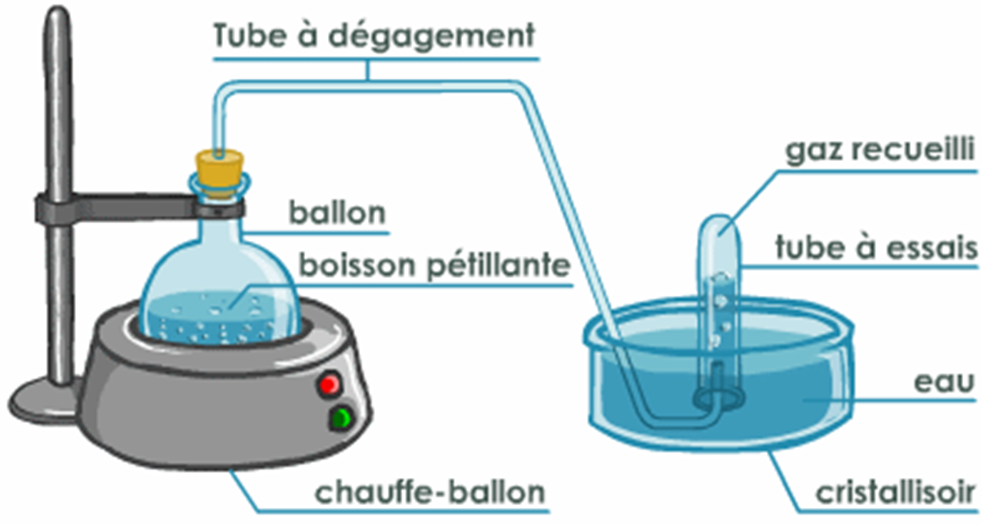 Tube à dégagement
gaz recueilli
ballon
tube à essais
boisson pétillante
eau
chauffe-ballon
cristallisoir